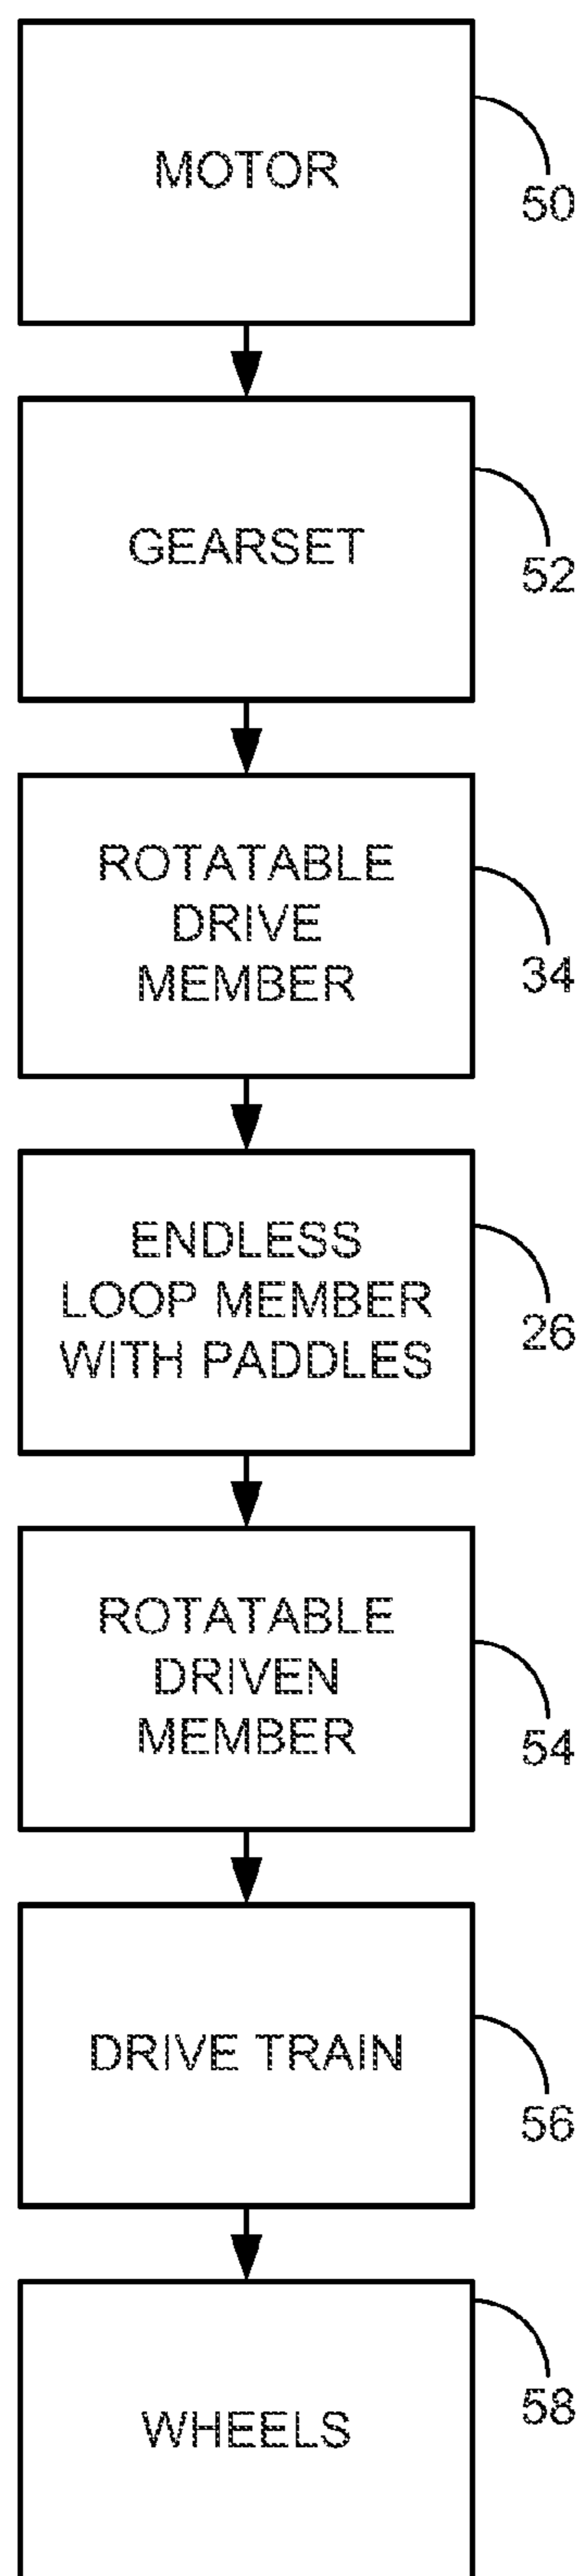 MOTOR
50
GEARSET
52
ROTATABLE
DRIVE
MEMBER
34
ENDLESS
LOOP MEMBER
WITH PADDLES
26
ROTATABLE
DRIVEN
MEMBER
54
DRIVE TRAIN
56
WHEELS
58